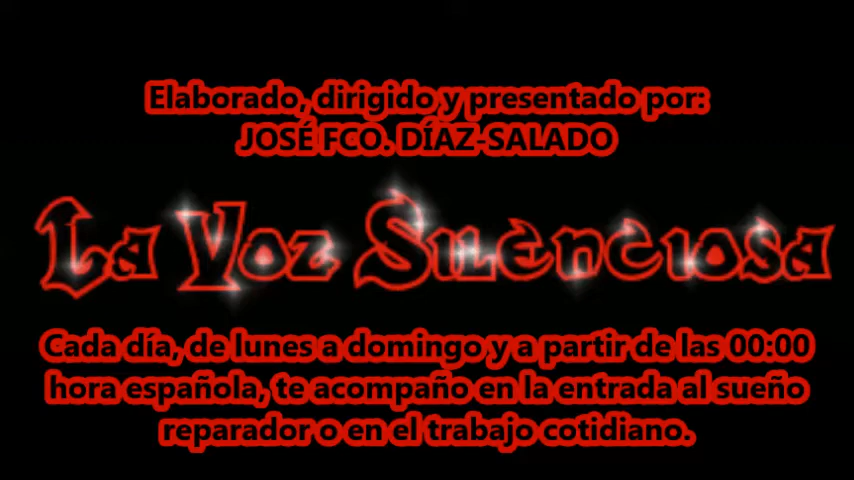 Elaborado, dirigido y presentado por:
JOSÉ FCO. DÍAZ-SALADO
La Voz Silenciosa
Cada día, de lunes a domingo y a partir de las 00:00
hora española, te acompaño en la entrada al sueño
reparador o en el trabajo cotidiano.